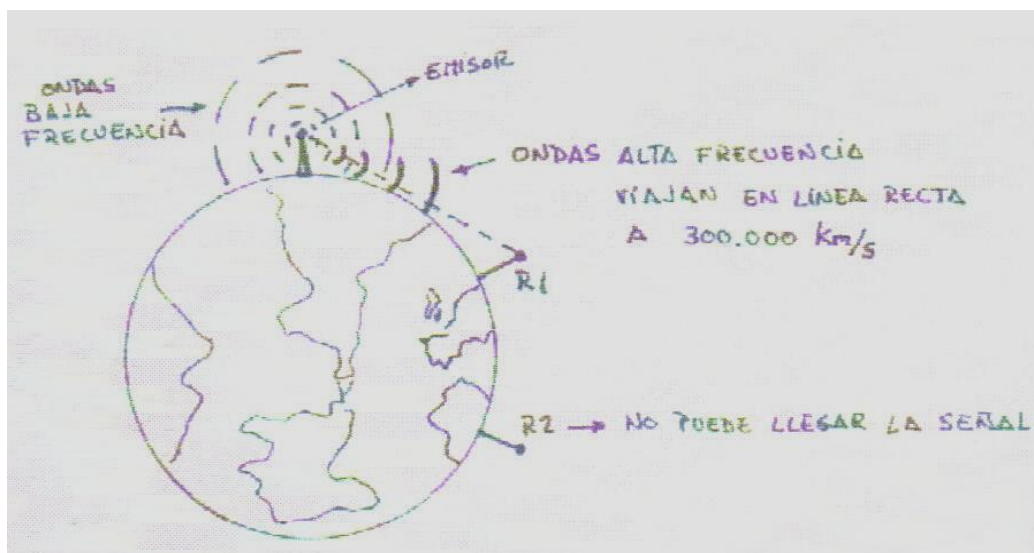 ONDAS
BAJA
FRECUENCIA
EMISOR
ONDAS ALTA FRECUENCIA
VIAJAN EN LÍNEA RECTA
A 300.000 Km/s
R1
R2 → NO PUEDE LLEGAR LA SEÑAL